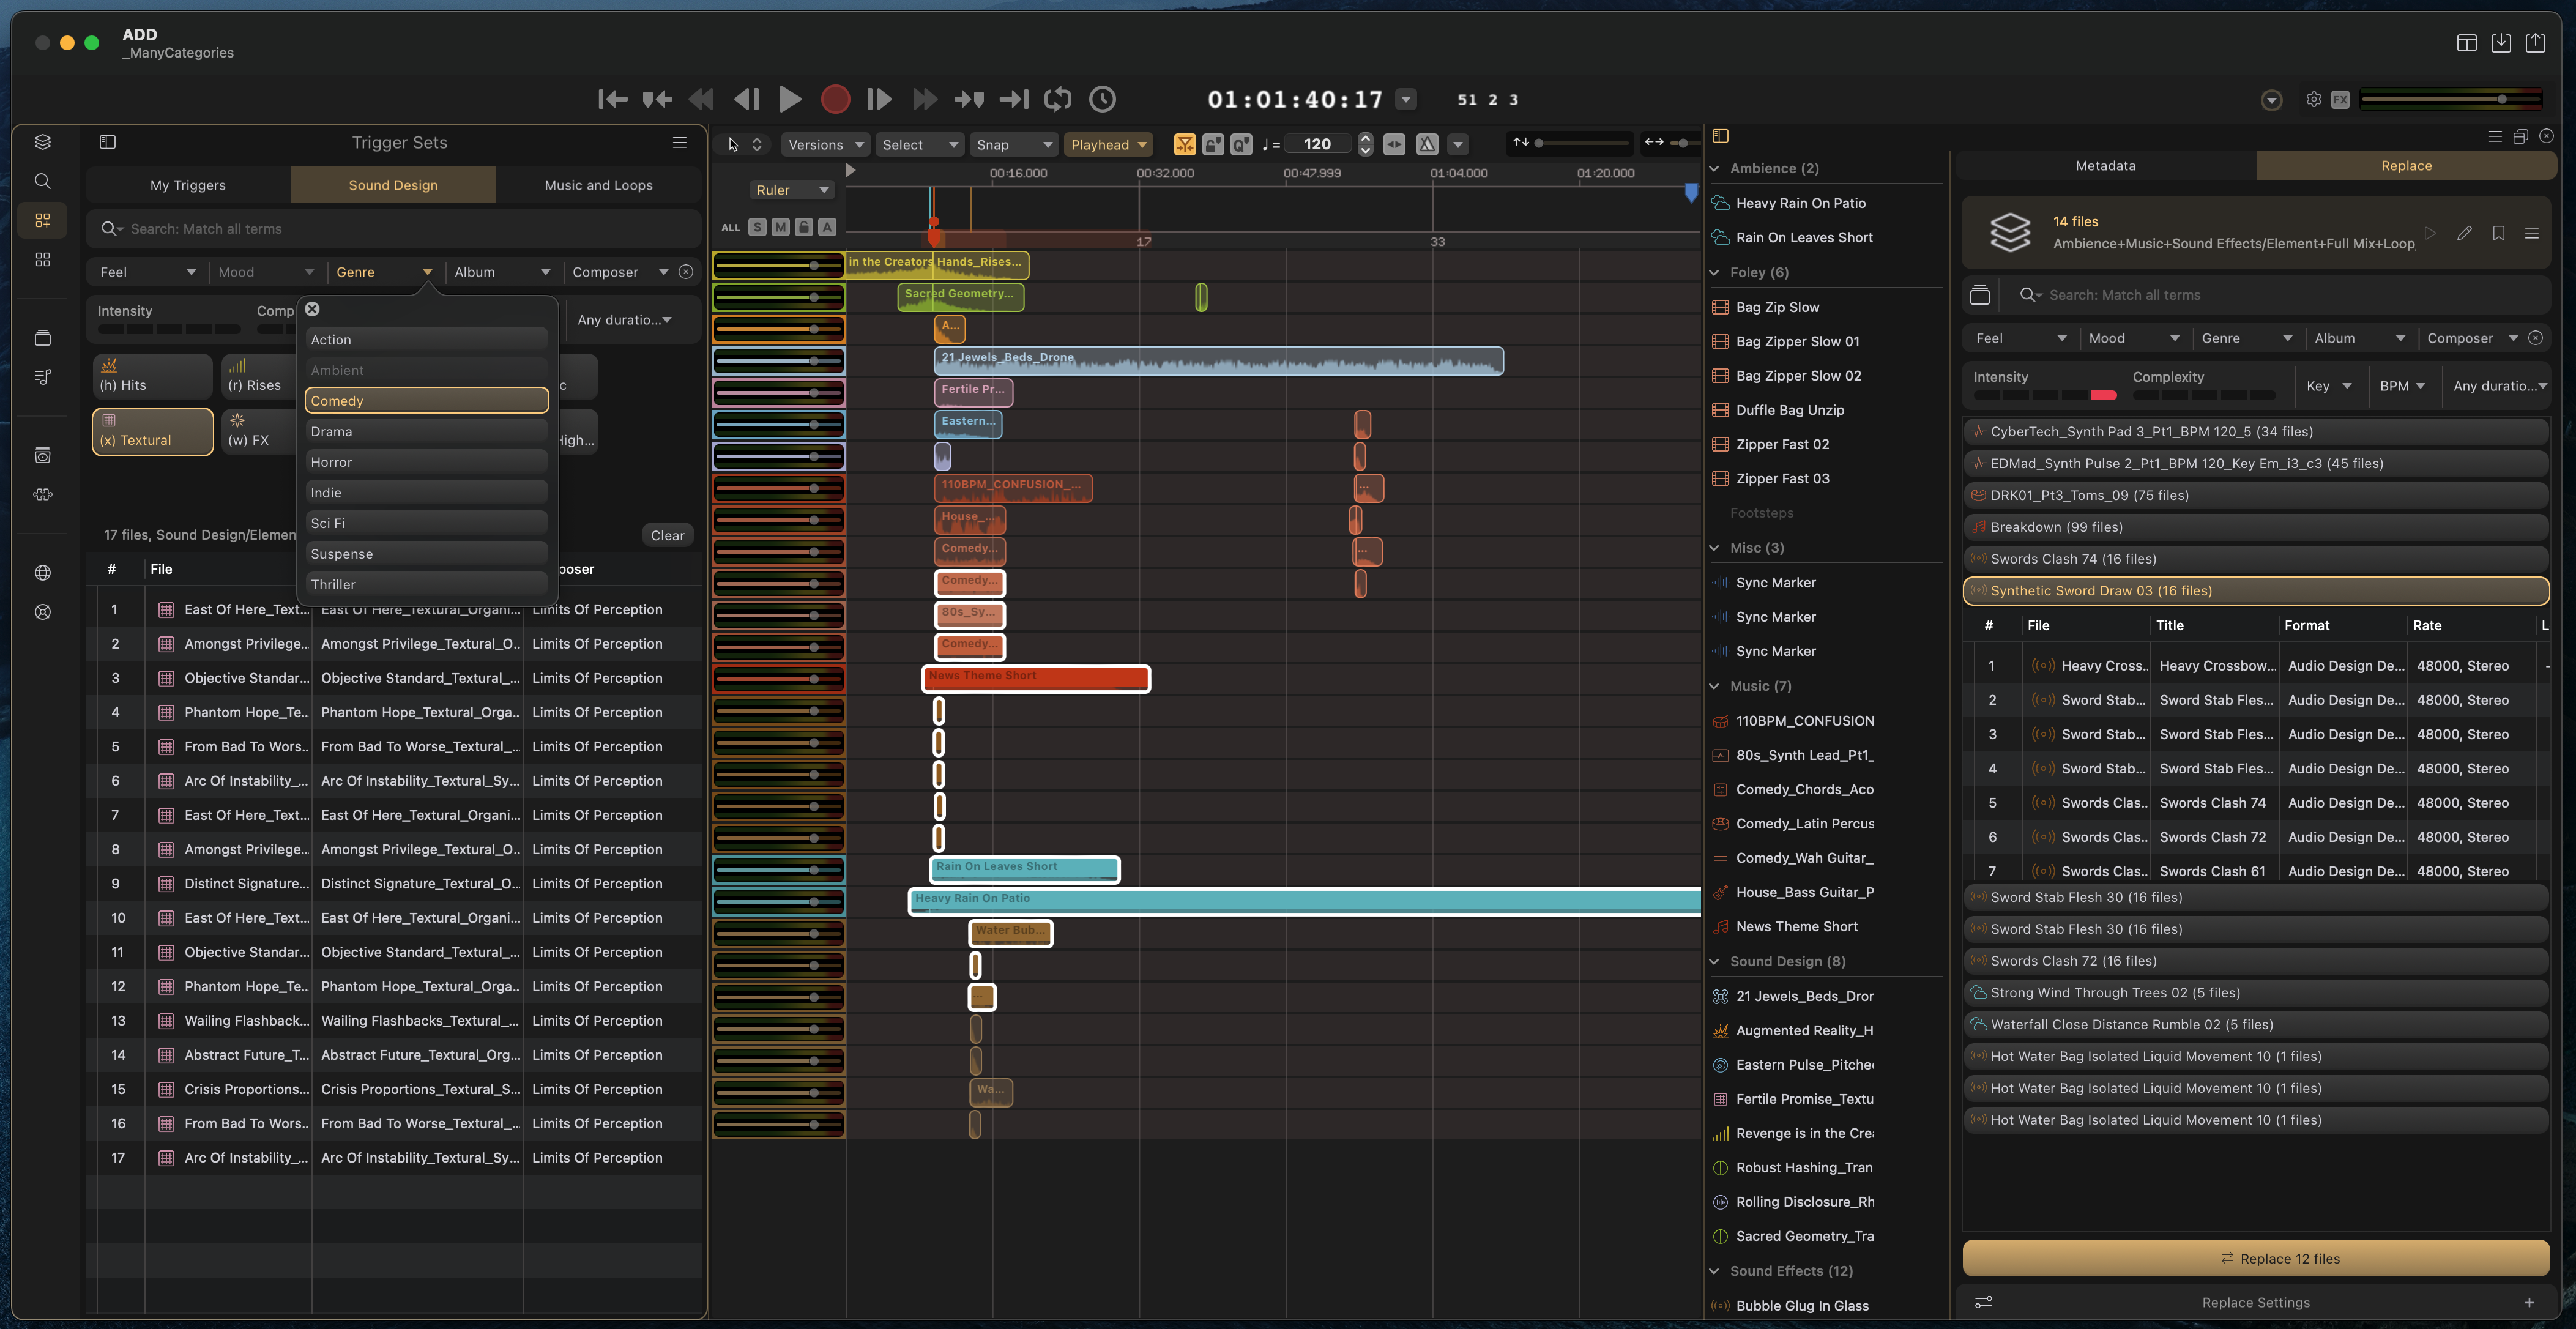 ADD
_ManyCategories
01:01:40:17
51 2 3
FX
Trigger Sets
My Triggers
Sound Design
Music and Loops
Search: Match all terms
Feel
Mood
Genre
Album
Composer
Intensity
Comp
Any duratio...
(h) Hits
(r) Rises
c
(x) Textural
(w) FX
High...
Action
Ambient
Comedy
Drama
Horror
Indie
Sci Fi
Suspense
Thriller
17 files, Sound Design/Elemen
Clear
# File poser
1 East Of Here_Text... East Of Here_Textural_Organi... Limits Of Perception
2 Amongst Privilege... Amongst Privilege_Textural_O... Limits Of Perception
3 Objective Standar... Objective Standard_Textural_... Limits Of Perception
4 Phantom Hope_Te... Phantom Hope_Textural_Orga... Limits Of Perception
5 From Bad To Wors... From Bad To Worse_Textural_... Limits Of Perception
6 Arc Of Instability_... Arc Of Instability_Textural_Sy... Limits Of Perception
7 East Of Here_Text... East Of Here_Textural_Organi... Limits Of Perception
8 Amongst Privilege... Amongst Privilege_Textural_O... Limits Of Perception
9 Distinct Signature... Distinct Signature_Textural_O... Limits Of Perception
10 East Of Here_Text... East Of Here_Textural_Organi... Limits Of Perception
11 Objective Standar... Objective Standard_Textural_... Limits Of Perception
12 Phantom Hope_Te... Phantom Hope_Textural_Orga... Limits Of Perception
13 Wailing Flashback... Wailing Flashbacks_Textural_... Limits Of Perception
14 Abstract Future_T... Abstract Future_Textural_Org... Limits Of Perception
15 Crisis Proportions... Crisis Proportions_Textural_S... Limits Of Perception
16 From Bad To Wors... From Bad To Worse_Textural_... Limits Of Perception
17 Arc Of Instability_... Arc Of Instability_Textural_Sy... Limits Of Perception
Versions
Select
Snap
Playhead
Q
= 120
Ruler
00:16.000
00:32.000
00:47.999
01:04.000
01:20.000
ALL S M A
17
33
in the Creators Hands_Rises...
Sacred Geometry...
A...
21 Jewels_Beds_Drone
Fertile Pr...
Eastern...
110BPM_CONFUSION_...
...
House_...
Comedy...
...
Comedy...
80s_Sy...
Comedy...
News Theme Short
Rain On Leaves Short
Heavy Rain On Patio
Water Bub...
...
Wa...
Ambience (2)
Heavy Rain On Patio
Rain On Leaves Short
Foley (6)
Bag Zip Slow
Bag Zipper Slow 01
Bag Zipper Slow 02
Duffle Bag Unzip
Zipper Fast 02
Zipper Fast 03
Footsteps
Misc (3)
Sync Marker
Sync Marker
Sync Marker
Music (7)
110BPM_CONFUSION
80s_Synth Lead_Pt1_
Comedy_Chords_Aco
Comedy_Latin Percus
Comedy_Wah Guitar_
House_Bass Guitar_P
News Theme Short
Sound Design (8)
21 Jewels_Beds_Dror
Augmented Reality_H
Eastern Pulse_Pitche
Fertile Promise_Textu
Revenge is in the Cre
Robust Hashing_Tran
Rolling Disclosure_Rh
Sacred Geometry_Tra
Sound Effects (12)
Bubble Glug In Glass
Metadata
Replace
14 files
Ambience+Music+Sound Effects/Element+Full Mix+Loop
Search: Match all terms
Feel
Mood
Genre
Album
Composer
Intensity
Complexity
Key
BPM
Any duratio...
CyberTech_Synth Pad 3_Pt1_BPM 120_5 (34 files)
EDMad_Synth Pulse 2_Pt1_BPM 120_Key Em_i3_c3 (45 files)
DRK01_Pt3_Toms_09 (75 files)
Breakdown (99 files)
Swords Clash 74 (16 files)
Synthetic Sword Draw 03 (16 files)
# File Title Format Rate L
1 Heavy Cross... Heavy Crossbow... Audio Design De... 48000, Stereo -
2 Sword Stab... Sword Stab Fles... Audio Design De... 48000, Stereo
3 Sword Stab... Sword Stab Fles... Audio Design De... 48000, Stereo
4 Sword Stab... Sword Stab Fles... Audio Design De... 48000, Stereo
5 Swords Clas... Swords Clash 74 Audio Design De... 48000, Stereo
6 Swords Clas... Swords Clash 72 Audio Design De... 48000, Stereo
7 Swords Clas... Swords Clash 61 Audio Design De... 48000, Stereo
Sword Stab Flesh 30 (16 files)
Sword Stab Flesh 30 (16 files)
Swords Clash 72 (16 files)
Strong Wind Through Trees 02 (5 files)
Waterfall Close Distance Rumble 02 (5 files)
Hot Water Bag Isolated Liquid Movement 10 (1 files)
Hot Water Bag Isolated Liquid Movement 10 (1 files)
Hot Water Bag Isolated Liquid Movement 10 (1 files)
Replace 12 files
Replace Settings